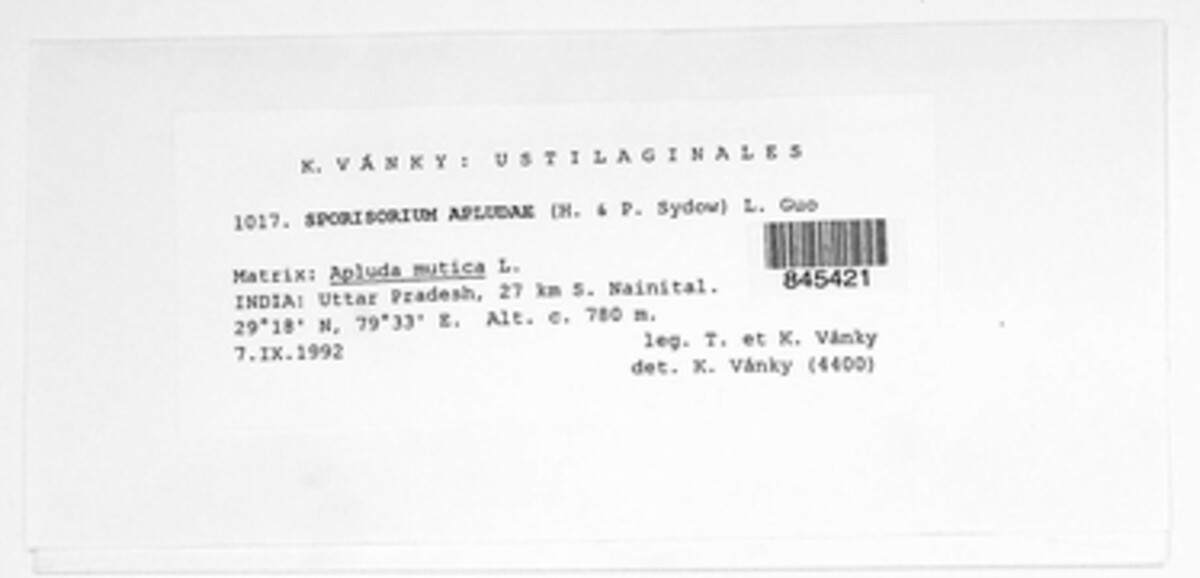 K. VÁNKY: USTILAGINALES
1017. SPORISORIUM APLUDAE (H. & P. Sydow) L. Guo
845421
Matrix: Apluda mutica L.
INDIA: Uttar Pradesh, 27 km S. Nainital.
29°18' N, 79°33' E. Alt. c. 780 m.
7.IX.1992
leg. T. et K. Vánky
det. K. Vánky (4400)